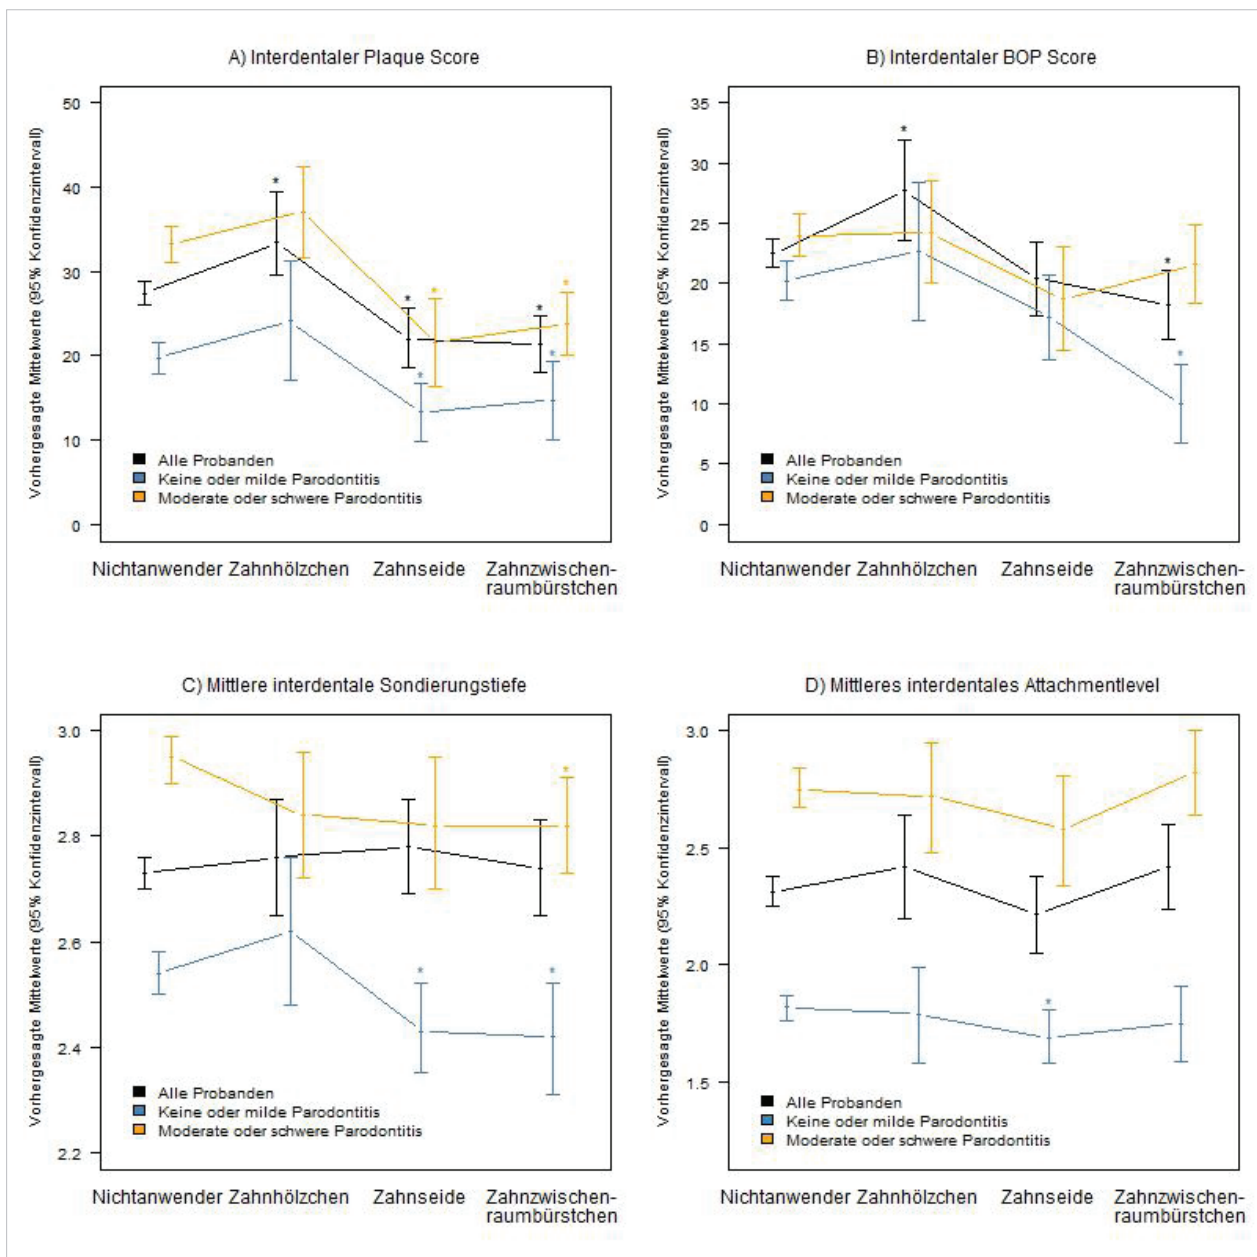 A) Interdentaler Plaque Score
Vorhergesagte Mittelwerte (95% Konfidenzintervall)
50
40
30
20
10
0
*
*
*
*
*
*
*
Alle Probanden
Keine oder milde Parodontitis
Moderate oder schwere Parodontitis
Nichtanwender Zahnhölzchen Zahnseide Zahnzwischen-
raumbürstchen
B) Interdentaler BOP Score
Vorhergesagte Mittelwerte (95% Konfidenzintervall)
35
30
25
20
15
10
5
0
*
*
*
Alle Probanden
Keine oder milde Parodontitis
Moderate oder schwere Parodontitis
Nichtanwender Zahnhölzchen Zahnseide Zahnzwischen-
raumbürstchen
C) Mittlere interdentale Sondierungstiefe
Vorhergesagte Mittelwerte (95% Konfidenzintervall)
3.0
2.8
2.6
2.4
2.2
*
*
*
Alle Probanden
Keine oder milde Parodontitis
Moderate oder schwere Parodontitis
Nichtanwender Zahnhölzchen Zahnseide Zahnzwischen-
raumbürstchen
D) Mittleres interdentales Attachmentlevel
Vorhergesagte Mittelwerte (95% Konfidenzintervall)
3.0
2.5
2.0
1.5
*
Alle Probanden
Keine oder milde Parodontitis
Moderate oder schwere Parodontitis
Nichtanwender Zahnhölzchen Zahnseide Zahnzwischen-
raumbürstchen